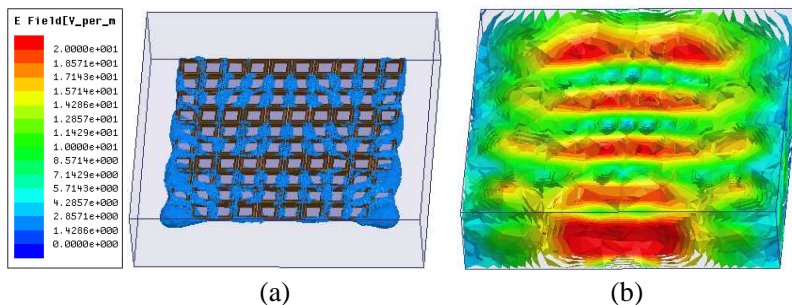 E Field[V_per_m
2.0000e+001
1.8571e+001
1.7143e+001
1.5714e+001
1.4286e+001
1.2857e+001
1.1429e+001
1.0000e+001
8.5714e+000
7.1429e+000
5.7143e+000
4.2857e+000
2.8571e+000
1.4286e+000
0.0000e+000
(a)
(b)